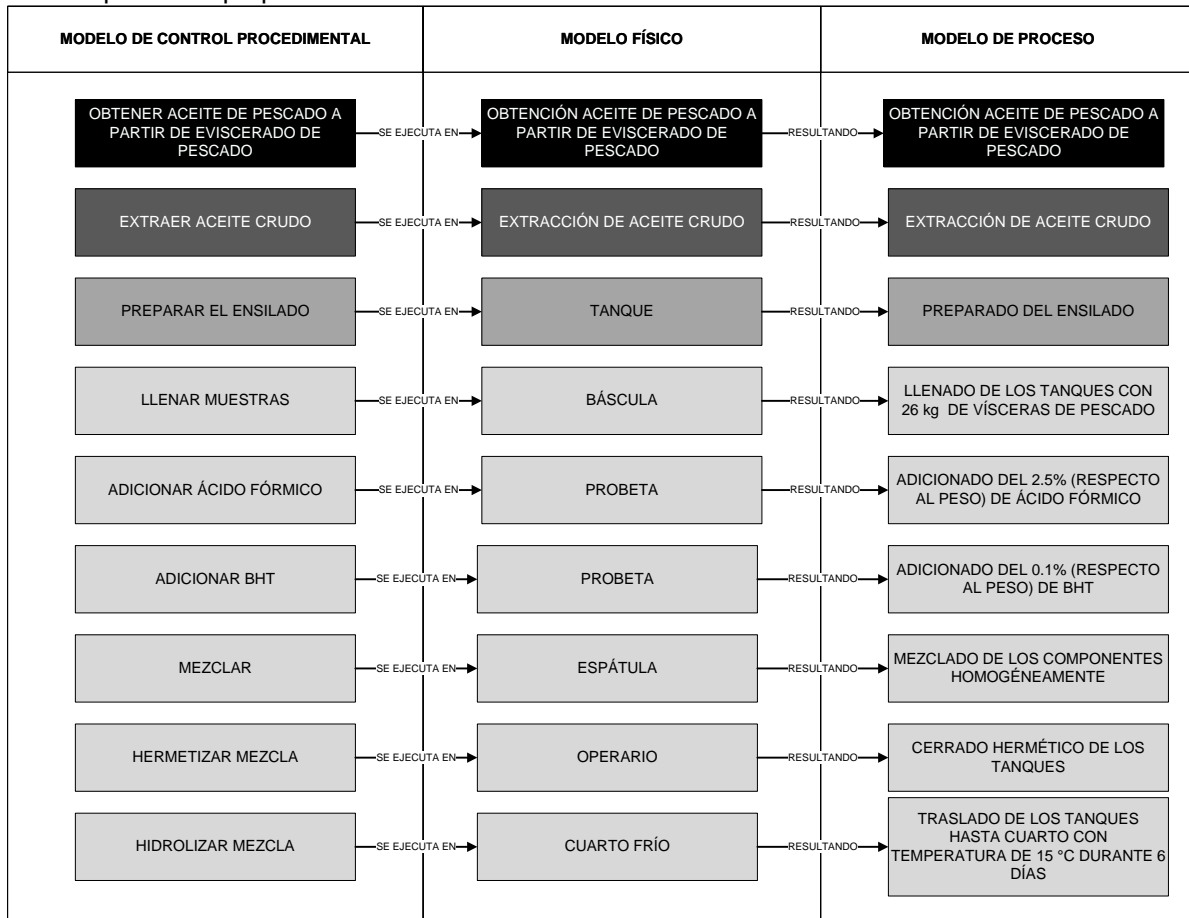 MODELO DE CONTROL PROCEDIMENTAL
MODELO FÍSICO
MODELO DE PROCESO
OBTENER ACEITE DE PESCADO A
PARTIR DE EVISCERADO DE
PESCADO
SE EJECUTA EN
OBTENCIÓN ACEITE DE PESCADO A
PARTIR DE EVISCERADO DE
PESCADO
RESULTANDO
OBTENCIÓN ACEITE DE PESCADO A
PARTIR DE EVISCERADO DE
PESCADO
EXTRAER ACEITE CRUDO
SE EJECUTA EN
EXTRACCIÓN DE ACEITE CRUDO
RESULTANDO
EXTRACCIÓN DE ACEITE CRUDO
PREPARAR EL ENSILADO
SE EJECUTA EN
TANQUE
RESULTANDO
PREPARADO DEL ENSILADO
LLENAR MUESTRAS
SE EJECUTA EN
BÁSCULA
RESULTANDO
LLENADO DE LOS TANQUES CON
26 kg DE VÍSCERAS DE PESCADO
ADICIONAR ÁCIDO FÓRMICO
SE EJECUTA EN
PROBETA
RESULTANDO
ADICIONADO DEL 2.5% (RESPECTO
AL PESO) DE ÁCIDO FÓRMICO
ADICIONAR BHT
SE EJECUTA EN
PROBETA
RESULTANDO
ADICIONADO DEL 0.1% (RESPECTO
AL PESO) DE BHT
MEZCLAR
SE EJECUTA EN
ESPÁTULA
RESULTANDO
MEZCLADO DE LOS COMPONENTES
HOMOGÉNEAMENTE
HERMETIZAR MEZCLA
SE EJECUTA EN
OPERARIO
RESULTANDO
CERRADO HERMÉTICO DE LOS
TANQUES
HIDROLIZAR MEZCLA
SE EJECUTA EN
CUARTO FRÍO
RESULTANDO
TRASLADO DE LOS TANQUES
HASTA CUARTO CON
TEMPERATURA DE 15 °C DURANTE 6
DÍAS